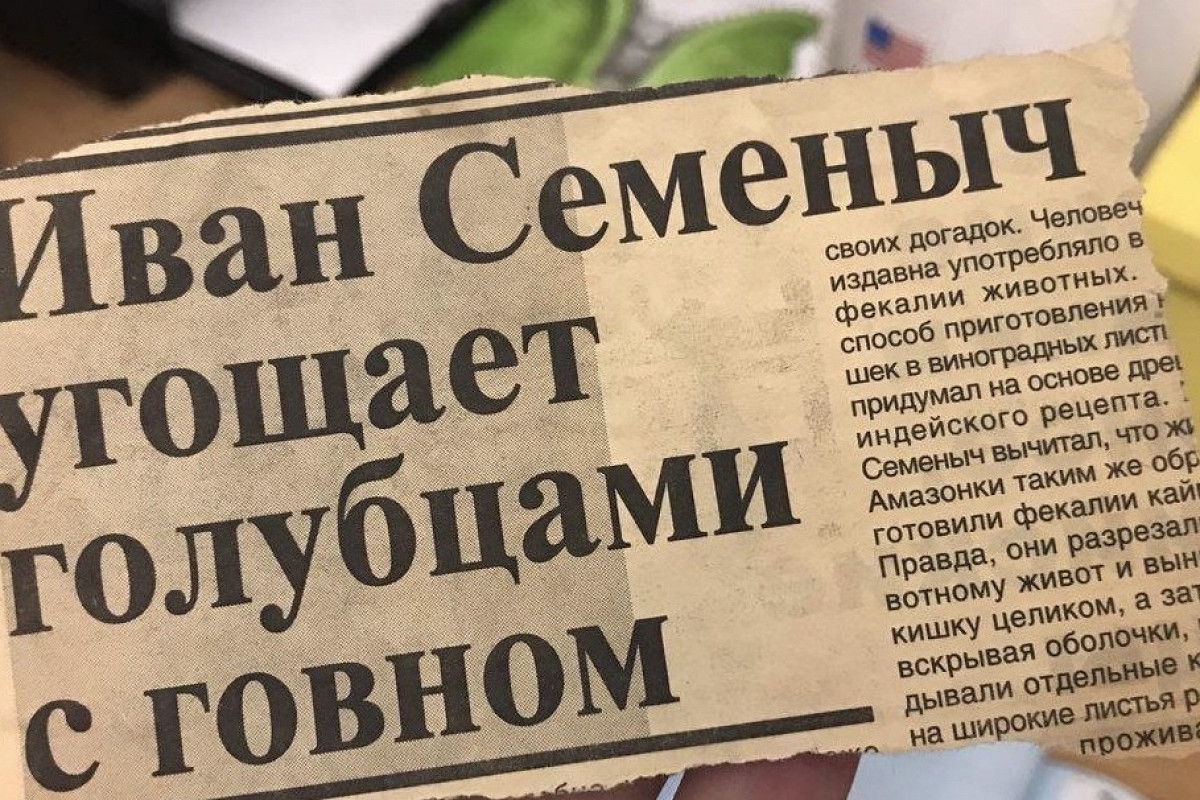 Иван Семеныч
угощает
голубцами
с говном
своих догадок. Человеч
издавна употребляло в
фекалии животных.
способ приготовления
шек в виноградных лист
придумал на основе дре
индейского рецепта.
Семеныч вычитал, что жи
Амазонки таким же обр
готовили фекалии кай
Правда, они разрезал
вотному живот и вын
кишку целиком, а зат
вскрывая оболочки,
дывали отдельные к
на широкие листья р
прожива